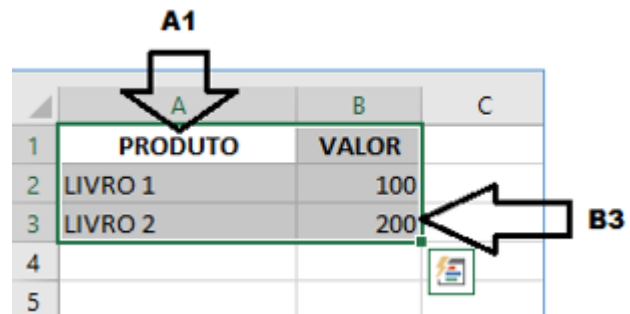 A1
A B C
1 PRODUTO VALOR
2 LIVRO 1 100
3 LIVRO 2 200
B3
4
5